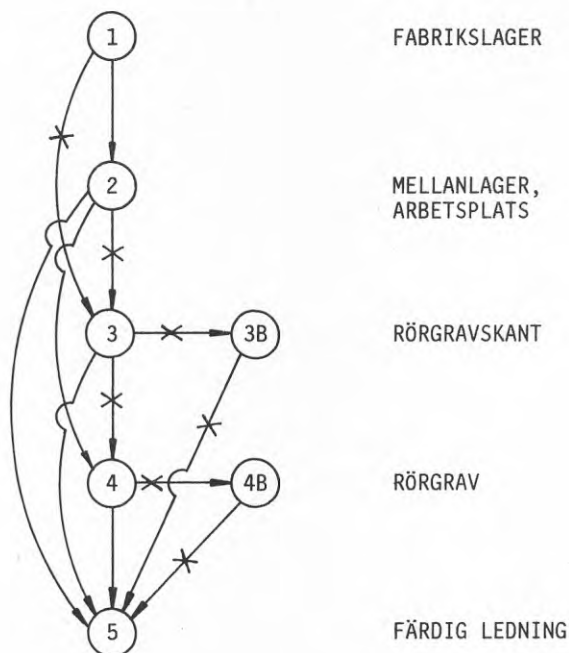 1 FABRIKSLAGER
2 MELLANLAGER,
ARBETSPLATS
3 3B RÖRGRAVSKANT
4 4B RÖRGRAV
5 FÄRDIG LEDNING